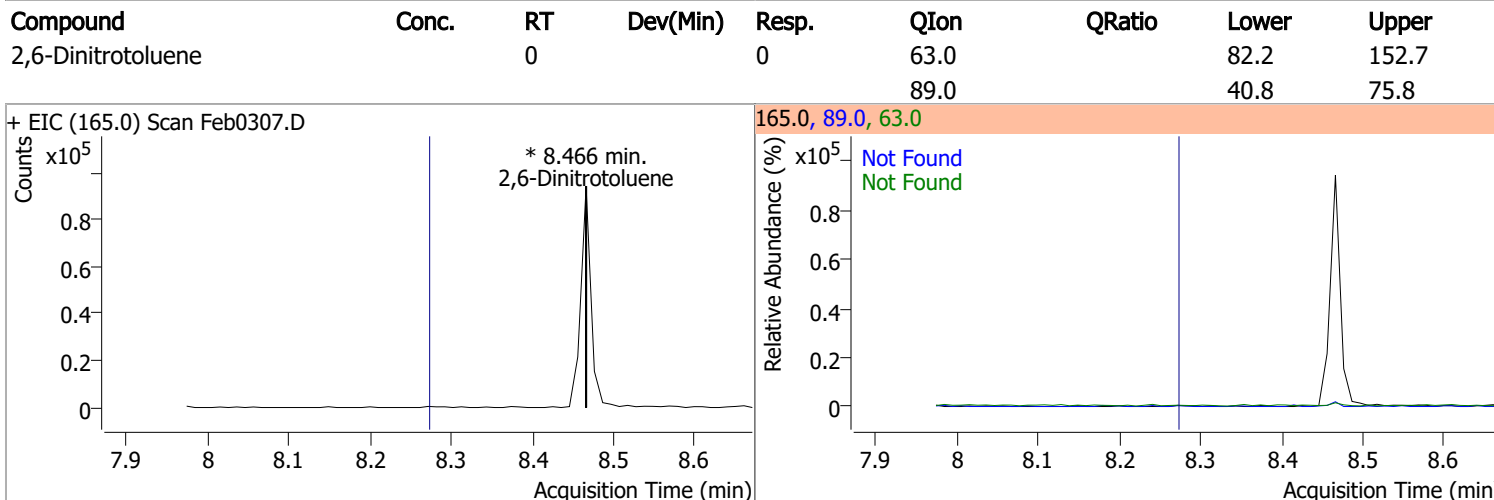 Compound Conc. RT Dev(Min) Resp. QIon QRatio Lower Upper
2,6-Dinitrotoluene 0 0 63.0 82.2 152.7
89.0 40.8 75.8
+ EIC (165.0) Scan Feb0307.D
Counts
x10⁵
* 8.466 min.
2,6-Dinitrotoluene
0.8
0.6
0.4
0.2
0
7.9 8 8.1 8.2 8.3 8.4 8.5 8.6
Acquisition Time (min)
165.0, 89.0, 63.0
Relative Abundance (%)
x10⁵
Not Found
Not Found
0.8
0.6
0.4
0.2
0
7.9 8 8.1 8.2 8.3 8.4 8.5 8.6
Acquisition Time (min